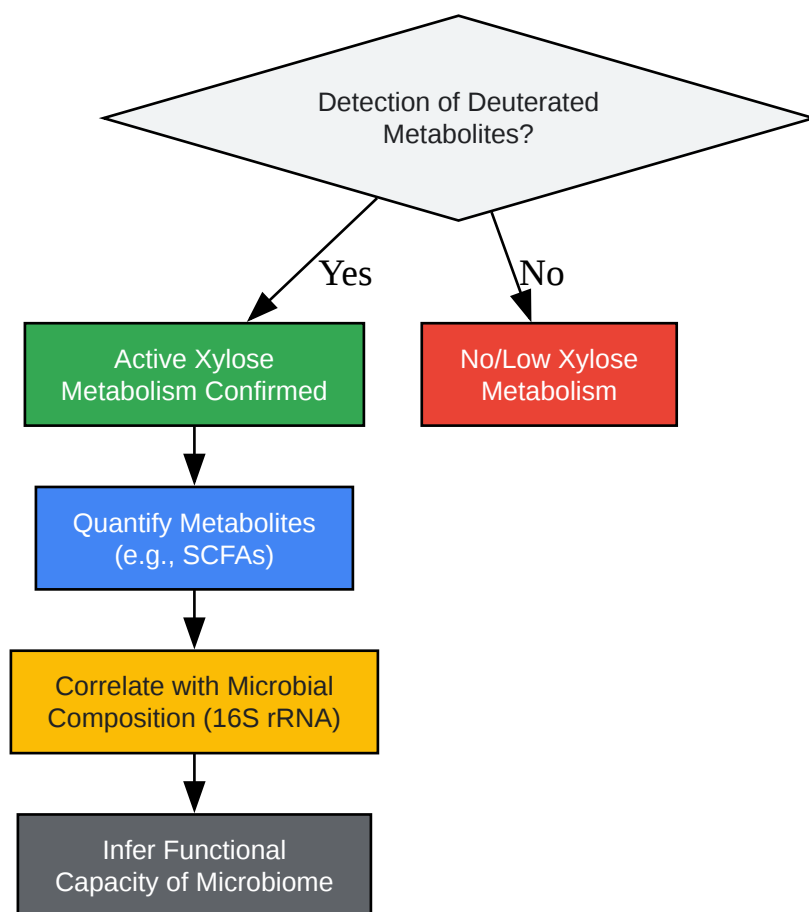 Detection of Deuterated
Metabolites?
Yes
No
Active Xylose
Metabolism Confirmed
No/Low Xylose
Metabolism
Quantify Metabolites
(e.g., SCFAs)
Correlate with Microbial
Composition (16S rRNA)
Infer Functional
Capacity of Microbiome